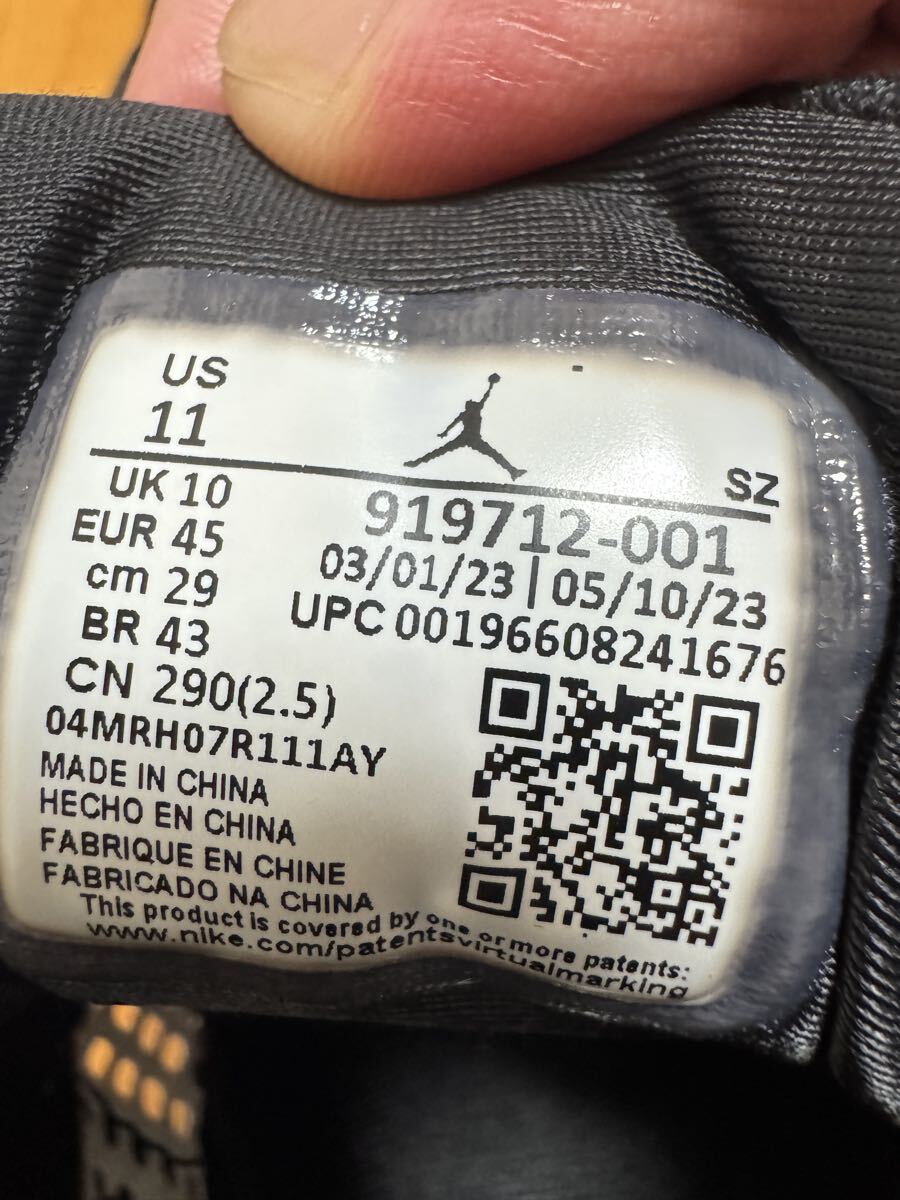 US
11
SZ
UK 10
919712-001
EUR 45
03/01/23 | 05/10/23
cm 29
UPC 00196608241676
BR 43
CN 290(2.5)
04MRH07R111AY
MADE IN CHINA
HECHO EN CHINA
FABRIQUE EN CHINE
FABRICADO NA CHINA
This product is covered by one or more patents:
www.nike.com/patentsvirtualmarking